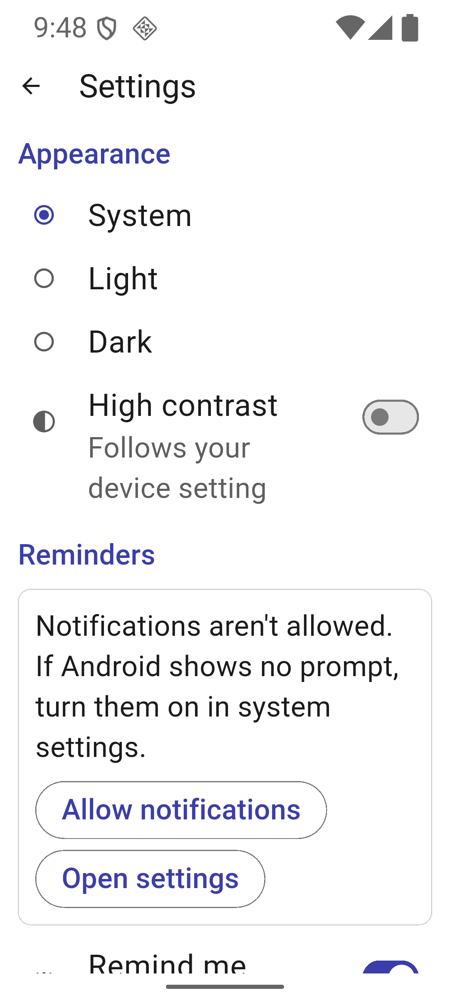 9:48
Settings
Appearance
System
Light
Dark
High contrast
Follows your
device setting
Reminders
Notifications aren't allowed.
If Android shows no prompt,
turn them on in system
settings.
Allow notifications
Open settings
Remind me